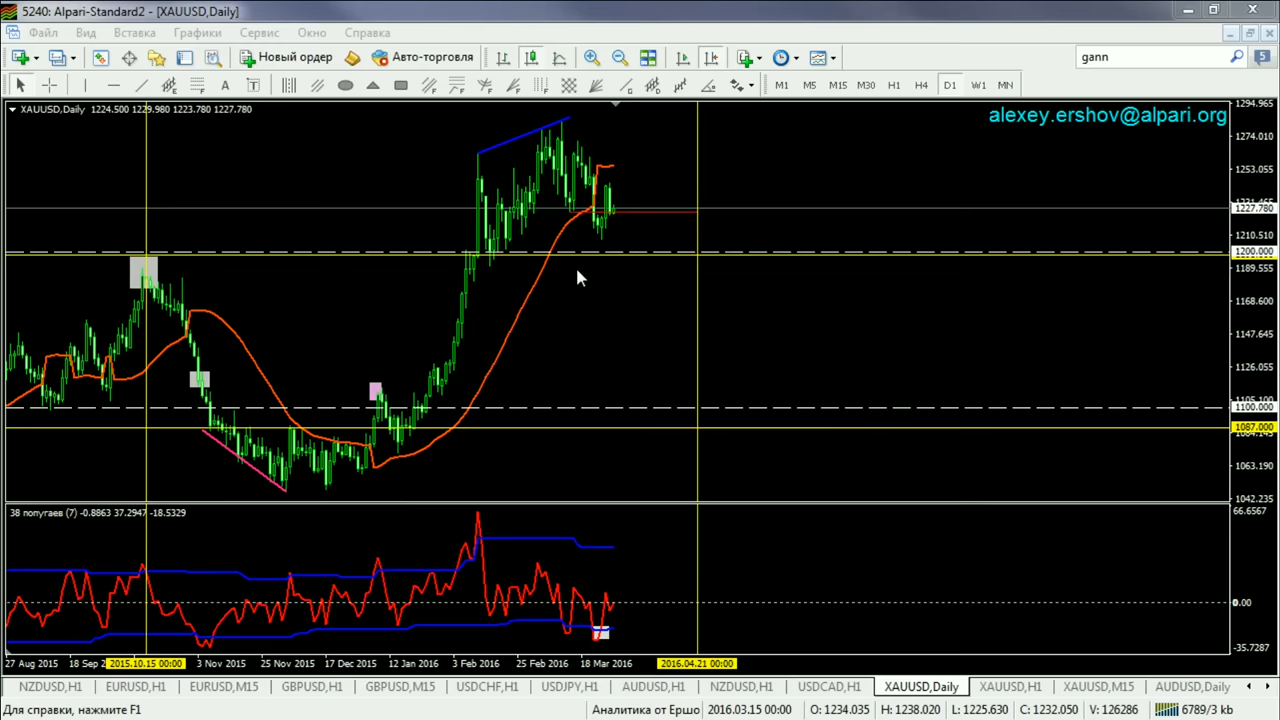 5240: Alpari-Standard2 - [XAUUSD,Daily]
Файл Вид Вставка Графики Сервис Окно Справка
Новый ордер Авто-торговля gann 5
A T M1 M5 M15 M30 H1 H4 D1 W1 MN
XAUUSD,Daily 1224.500 1229.980 1223.780 1227.780
alexey.ershov@alpari.org
1294.965
1274.010
1253.055
1227.780
1210.510
1200.000
1189.555
1168.600
1147.645
1126.055
1100.000
1087.000
1063.190
1042.235
38 попугаев (7) -0.8863 37.2947 -18.5329
66.6567
0.00
-35.7287
27 Aug 2015 18 Sep 2015.10.15 00:00 3 Nov 2015 25 Nov 2015 17 Dec 2015 12 Jan 2016 3 Feb 2016 25 Feb 2016 18 Mar 2016 2016.04.21 00:00
NZDUSD,H1 EURUSD,H1 EURUSD,M15 GBPUSD,H1 GBPUSD,M15 USDCHF,H1 USDJPY,H1 AUDUSD,H1 NZDUSD,H1 USDCAD,H1 XAUUSD,Daily XAUUSD,H1 XAUUSD,M15 AUDUSD,Daily
Для справки, нажмите F1 Аналитика от Ершо 2016.03.15 00:00 O: 1234.035 H: 1238.020 L: 1225.630 C: 1232.050 V: 126286 6789/3 kb